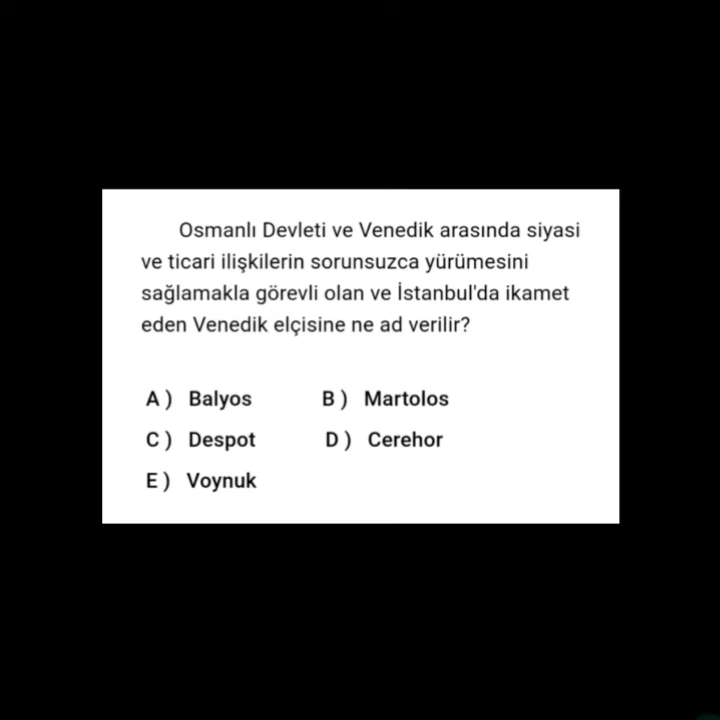 Osmanlı Devleti ve Venedik arasında siyasi
ve ticari ilişkilerin sorunsuzca yürümesini
sağlamakla görevli olan ve İstanbul'da ikamet
eden Venedik elçisine ne ad verilir?
A ) Balyos B ) Martolos
C ) Despot D ) Cerehor
E ) Voynuk